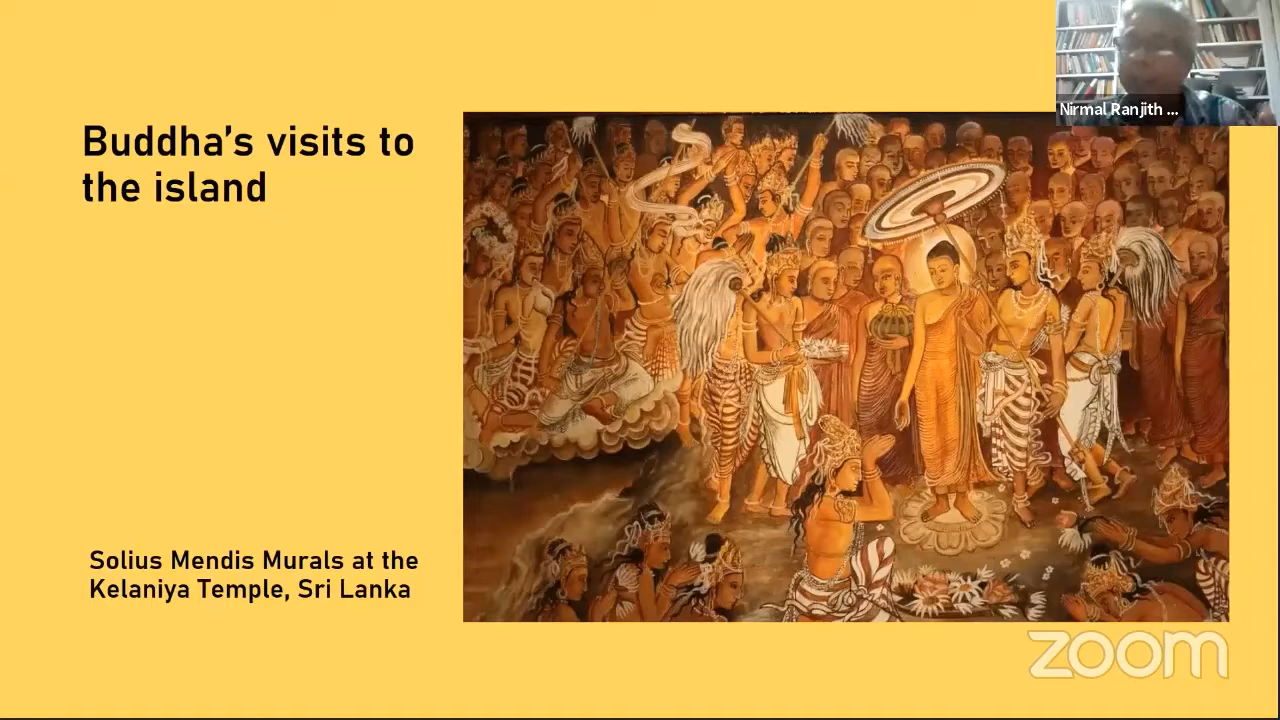 Nirmal Ranjith ...
Buddha's visits to
the island
Solius Mendis Murals at the
Kelaniya Temple, Sri Lanka
zoom